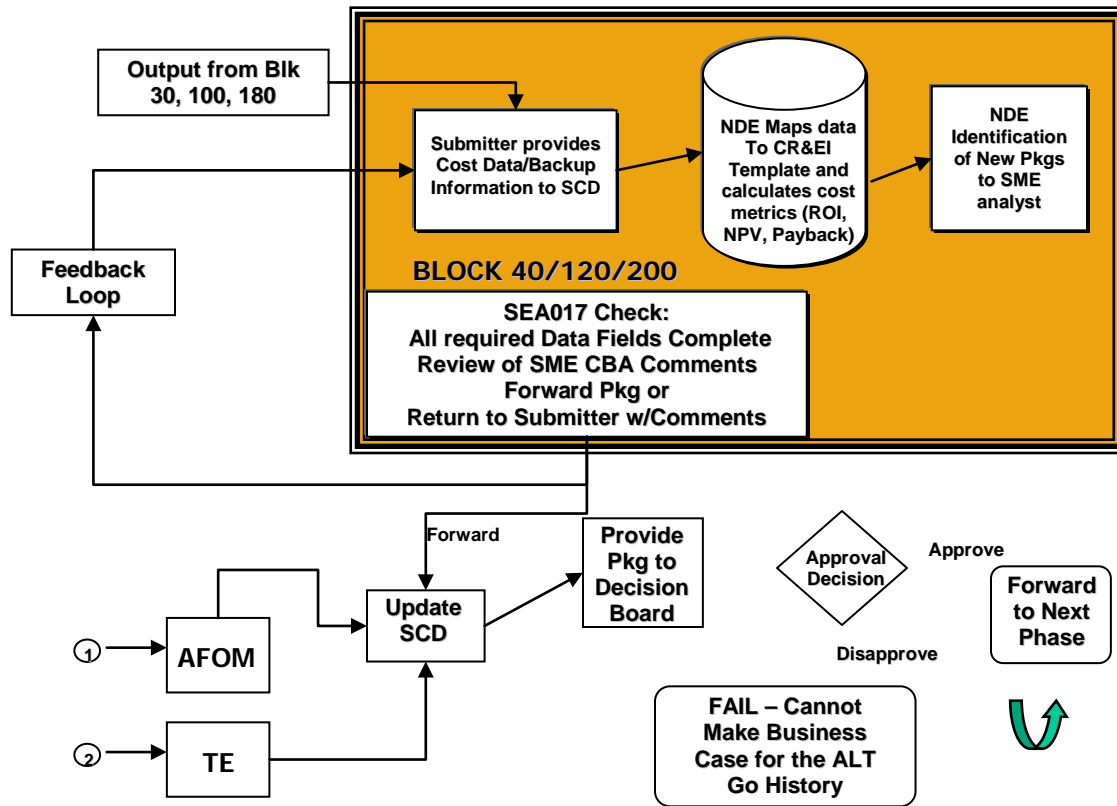 Output from Blk
30, 100, 180
Submitter provides
Cost Data/Backup
Information to SCD
NDE Maps data
To CR&EI
Template and
calculates cost
metrics (ROI,
NPV, Payback)
NDE
Identification
of New Pkgs
to SME
analyst
Feedback
Loop
BLOCK 40/120/200
SEA017 Check:
All required Data Fields Complete
Review of SME CBA Comments
Forward Pkg or
Return to Submitter w/Comments
Forward
Provide
Pkg to
Decision
Board
Approval
Decision
Approve
Forward
to Next
Phase
Update
SCD
1
AFOM
Disapprove
FAIL – Cannot
Make Business
Case for the ALT
Go History
2
TE